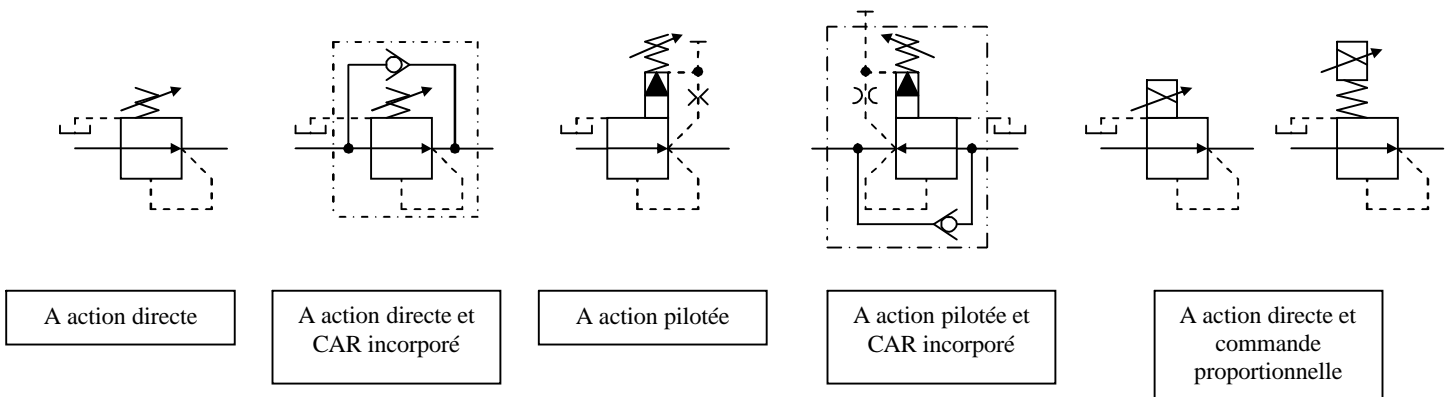 A action directe
A action directe et
CAR incorporé
A action pilotée
A action pilotée et
CAR incorporé
A action directe et
commande
proportionnelle